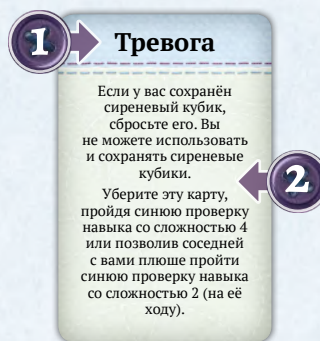 1
Тревога
Если у вас сохранён
сиреневый кубик,
сбросьте его. Вы
не можете использовать
и сохранять сиреневые
кубики.
2
Уберите эту карту,
пройдя синюю проверку
навыка со сложностью 4
или позволив соседней
с вами плюше пройти
синюю проверку навыка
со сложностью 2 (на её
ходу).